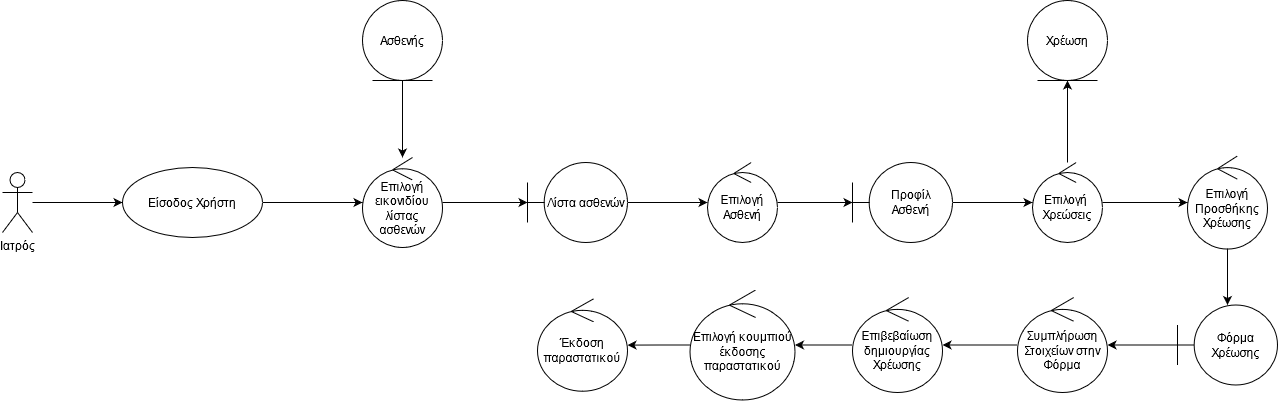 Ασθενής
Χρέωση
Ιατρός
Είσοδος Χρήστη
Επιλογή
εικονιδίου
λίστας
ασθενών
Λίστα ασθενών
Επιλογή
Ασθενή
Προφίλ
Ασθενή
Επιλογή
Χρεώσεις
Επιλογή
Προσθήκης
Χρέωσης
Έκδοση
παραστατικού
Επιλογή κουμπιού
έκδοσης
παραστατικού
Επιβεβαίωση
δημιουργίας
Χρέωσης
Συμπλήρωση
Στοιχείων στην
Φόρμα
Φόρμα
Χρέωσης